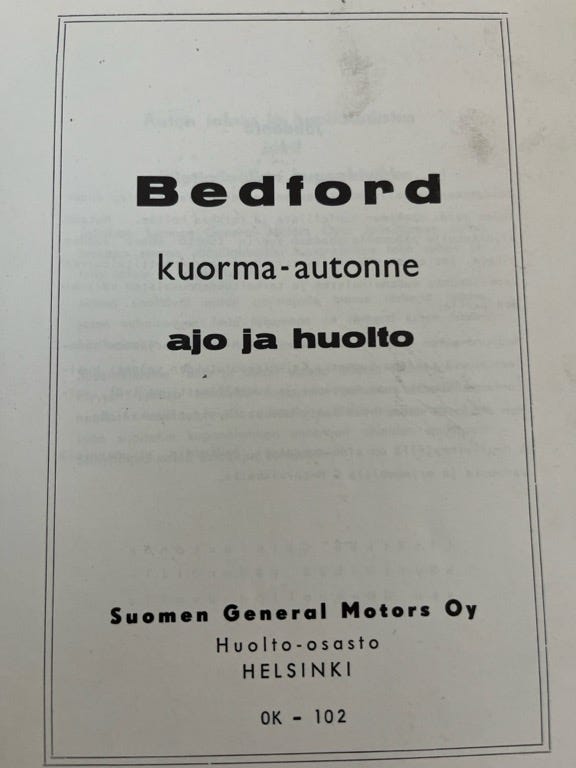 Bedford
kuorma-autonne
ajo ja huolto
Suomen General Motors Oy
Huolto-osasto
HELSINKI
OK - 102